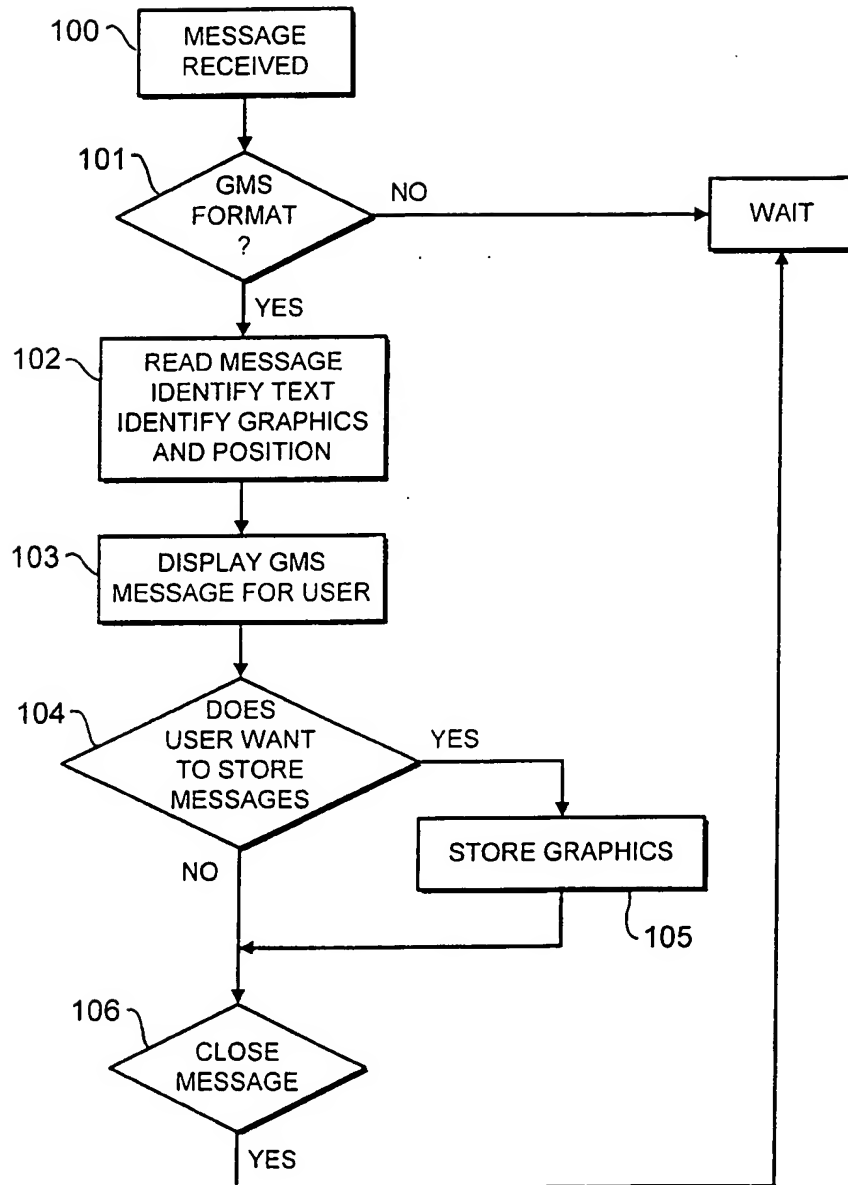 100
MESSAGE
RECEIVED
101
GMS
FORMAT
?
NO
WAIT
YES
102
READ MESSAGE
IDENTIFY TEXT
IDENTIFY GRAPHICS
AND POSITION
103
DISPLAY GMS
MESSAGE FOR USER
104
DOES
USER WANT
TO STORE
MESSAGES
YES
STORE GRAPHICS
105
NO
106
CLOSE
MESSAGE
YES